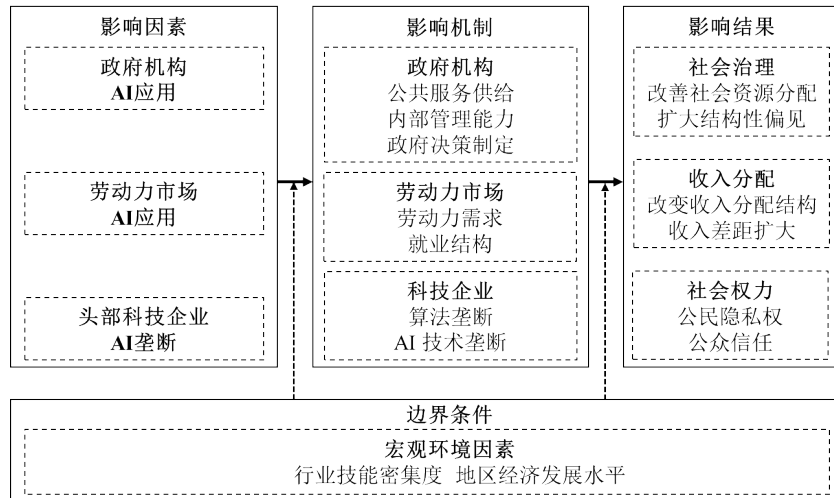 影响因素
政府机构
AI应用
劳动力市场
AI应用
头部科技企业
AI垄断
影响机制
政府机构
公共服务供给
内部管理能力
政府决策制定
劳动力市场
劳动力需求
就业结构
科技企业
算法垄断
AI 技术垄断
影响结果
社会治理
改善社会资源分配
扩大结构性偏见
收入分配
改变收入分配结构
收入差距扩大
社会权力
公民隐私权
公众信任
边界条件
宏观环境因素
行业技能密集度 地区经济发展水平